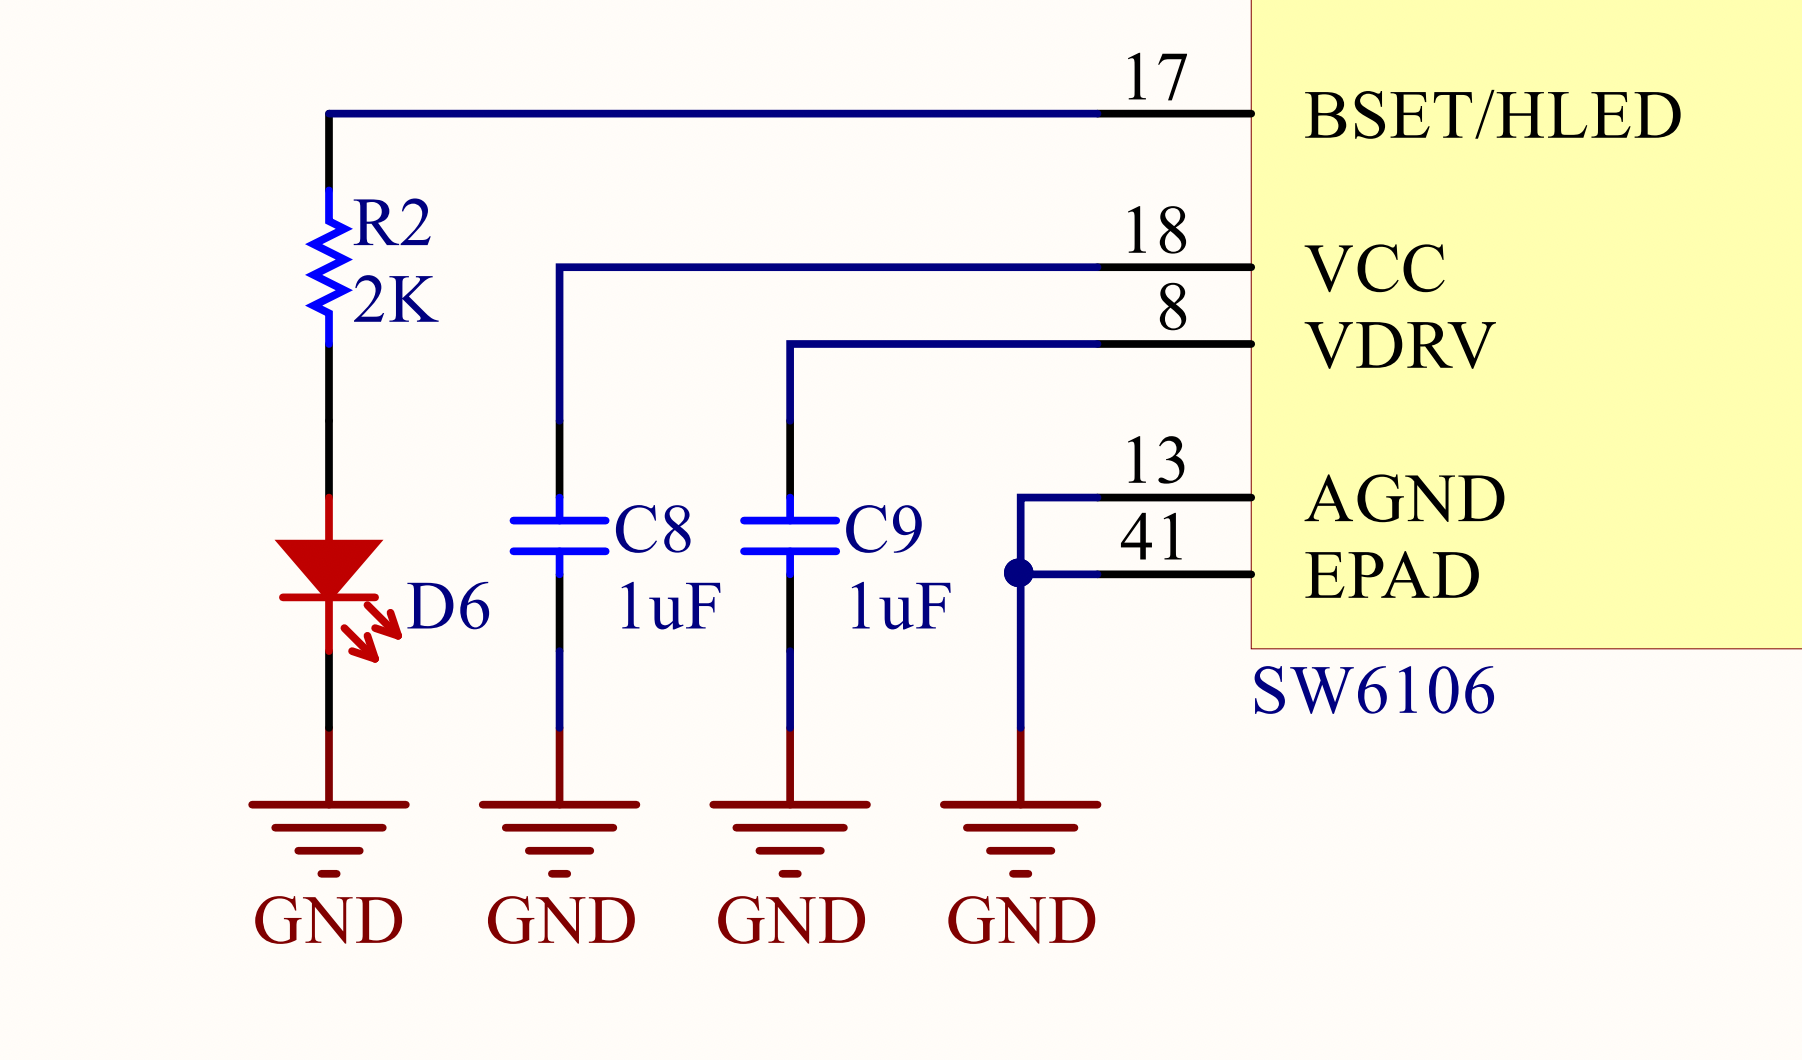 17
BSET/HLED
R2
2K
18
VCC
8
VDRV
13
AGND
41
EPAD
C8
1uF
C9
1uF
D6
SW6106
GND
GND
GND
GND